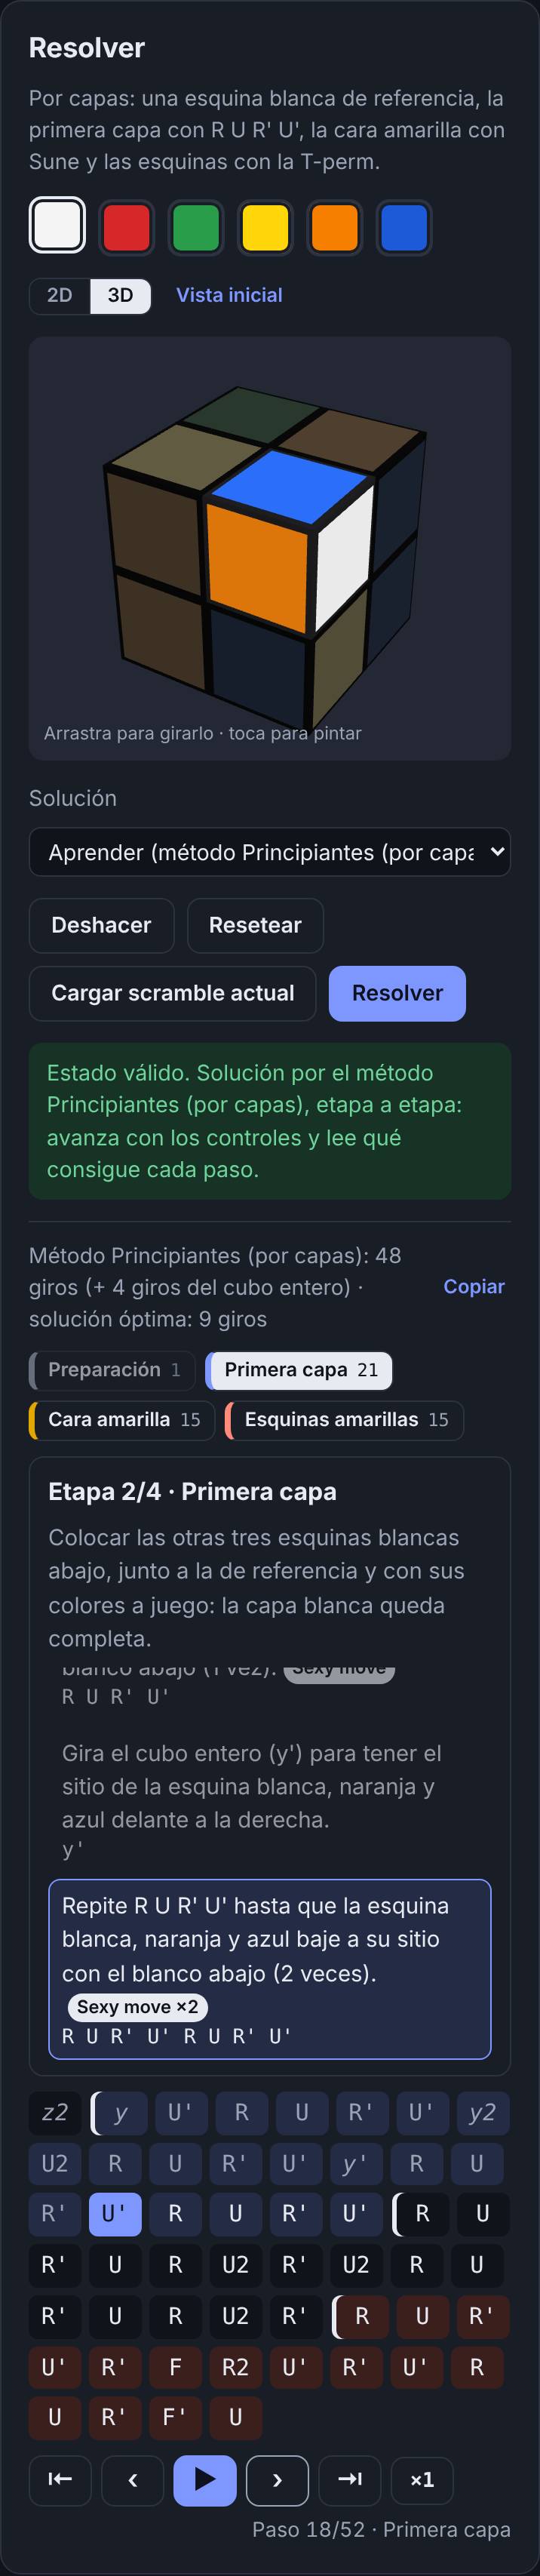 Resolver
Por capas: una esquina blanca de referencia, la
primera capa con R U R' U', la cara amarilla con
Sune y las esquinas con la T-perm.
2D 3D Vista inicial
Arrastra para girarlo · toca para pintar
Solución
Aprender (método Principiantes (por capa
Deshacer Resetear
Cargar scramble actual Resolver
Estado válido. Solución por el método
Principiantes (por capas), etapa a etapa:
avanza con los controles y lee qué
consigue cada paso.
Método Principiantes (por capas): 48
giros (+ 4 giros del cubo entero) ·
solución óptima: 9 giros
Copiar
Preparación 1 Primera capa 21
Cara amarilla 15 Esquinas amarillas 15
Etapa 2/4 · Primera capa
Colocar las otras tres esquinas blancas
abajo, junto a la de referencia y con sus
colores a juego: la capa blanca queda
completa.
blanco abajo (1 vez). Sexy move
R U R' U'
Gira el cubo entero (y') para tener el
sitio de la esquina blanca, naranja y
azul delante a la derecha.
y'
Repite R U R' U' hasta que la esquina
blanca, naranja y azul baje a su sitio
con el blanco abajo (2 veces).
Sexy move ×2
R U R' U' R U R' U'
z2 y U' R U R' U' y2
U2 R U R' U' y' R U
R' U' R U R' U' R U
R' U R U2 R' U2 R U
R' U R U2 R' R U R'
U' R' F R2 U' R' U' R
U R' F' U
×1
Paso 18/52 · Primera capa